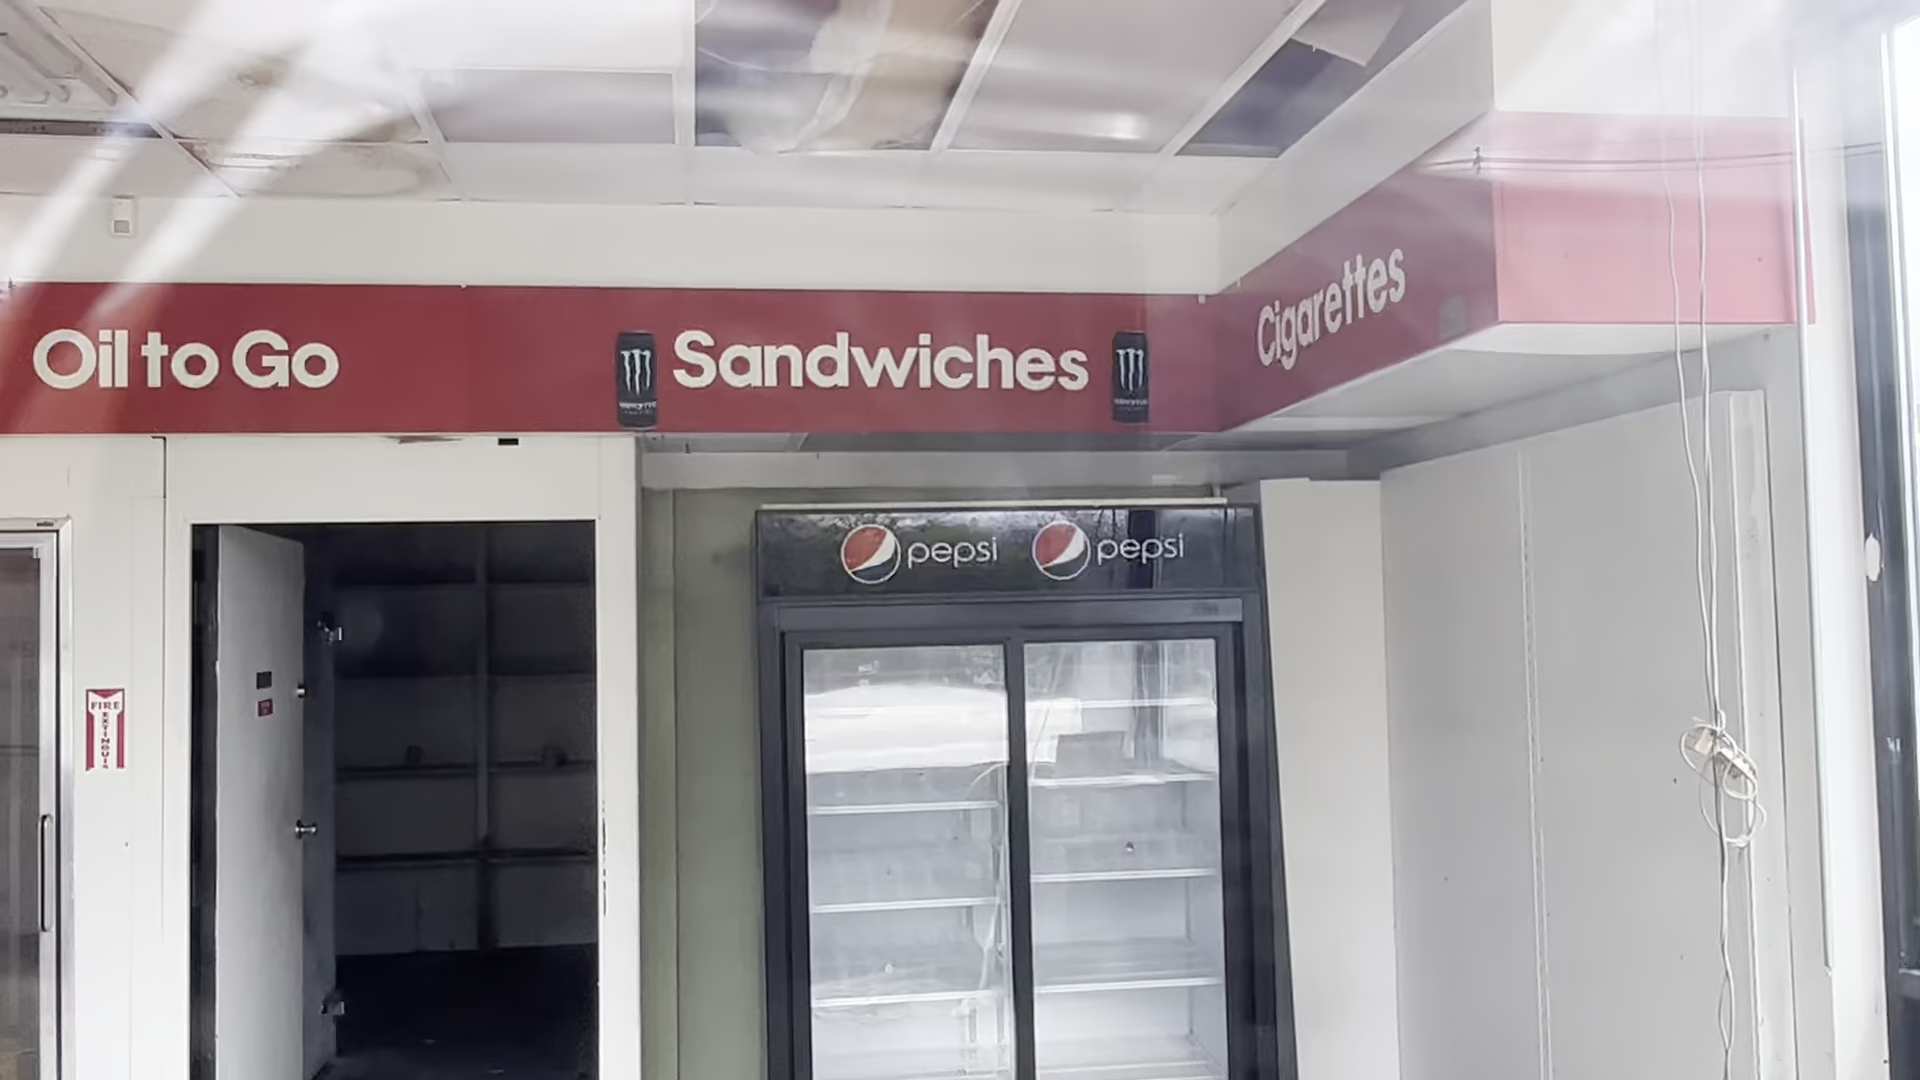 Oil to Go
Sandwiches
Cigarettes
pepsi
pepsi
FIRE